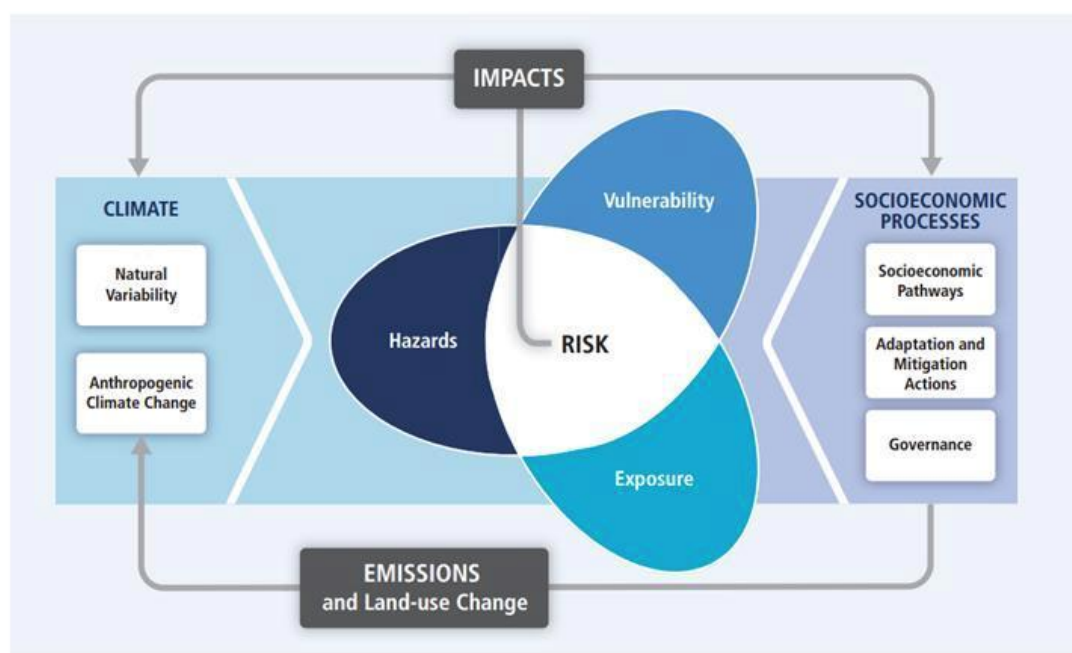 IMPACTS
CLIMATE
Natural
Variability
Anthropogenic
Climate Change
Vulnerability
Hazards
RISK
Exposure
SOCIOECONOMIC
PROCESSES
Socioeconomic
Pathways
Adaptation and
Mitigation
Actions
Governance
EMISSIONS
and Land-use Change